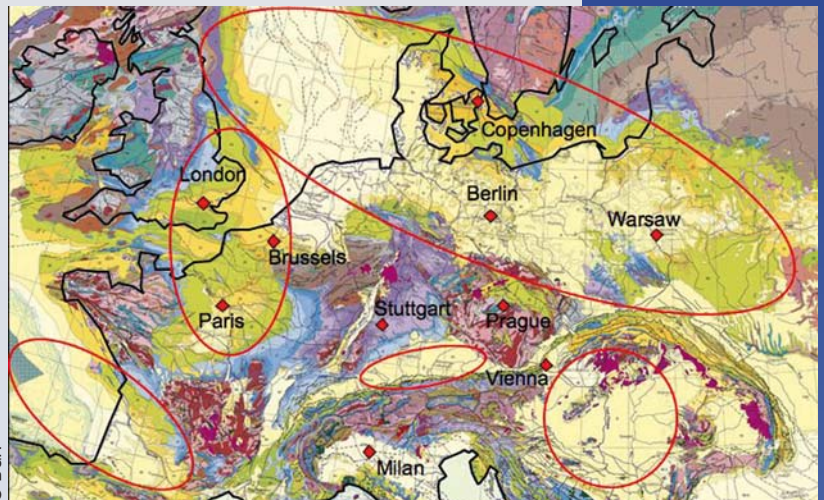 Copenhagen
London
Berlin
Warsaw
Brussels
Paris
Stuttgart
Prague
Vienna
Milan